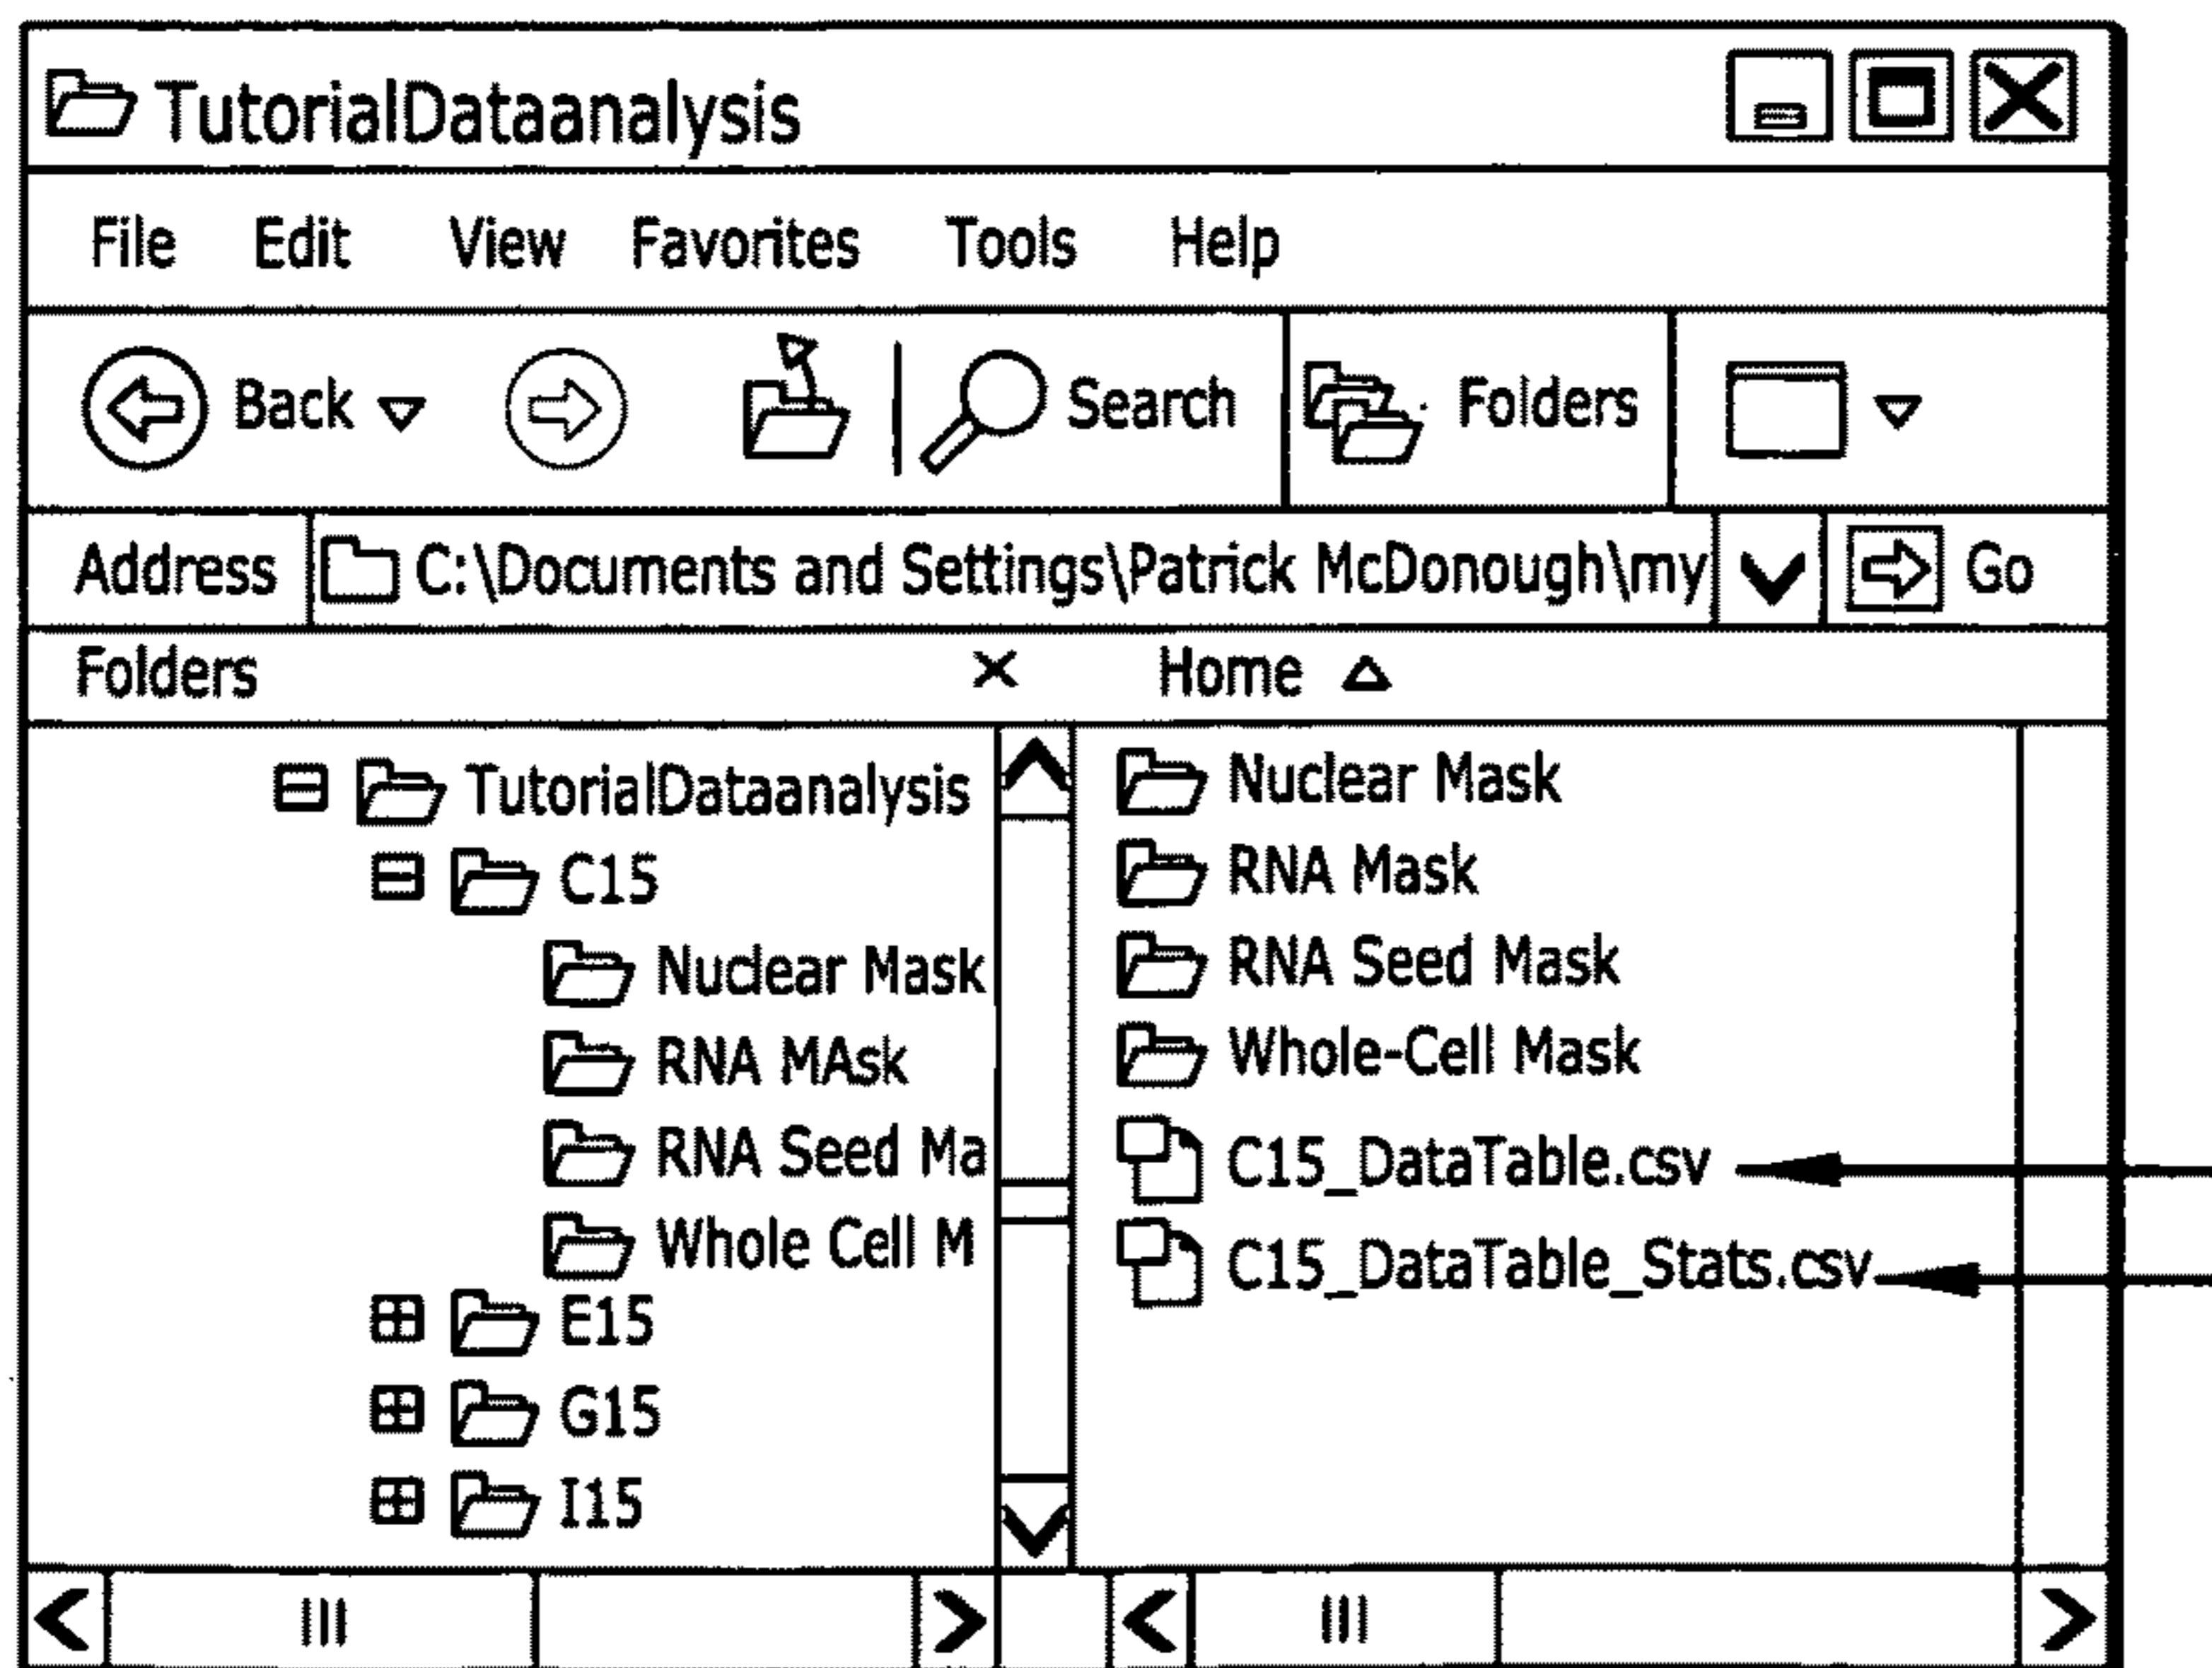 TutorialDataanalysis
File Edit View Favorites Tools Help
Back Search Folders
Address C:\Documents and Settings\Patrick McDonough\my Go
Folders Home
TutorialDataanalysis
C15
Nuclear Mask
RNA MAsk
RNA Seed Ma
Whole Cell M
E15
G15
I15
Nuclear Mask
RNA Mask
RNA Seed Mask
Whole-Cell Mask
C15_DataTable.csv
C15_DataTable_Stats.csv